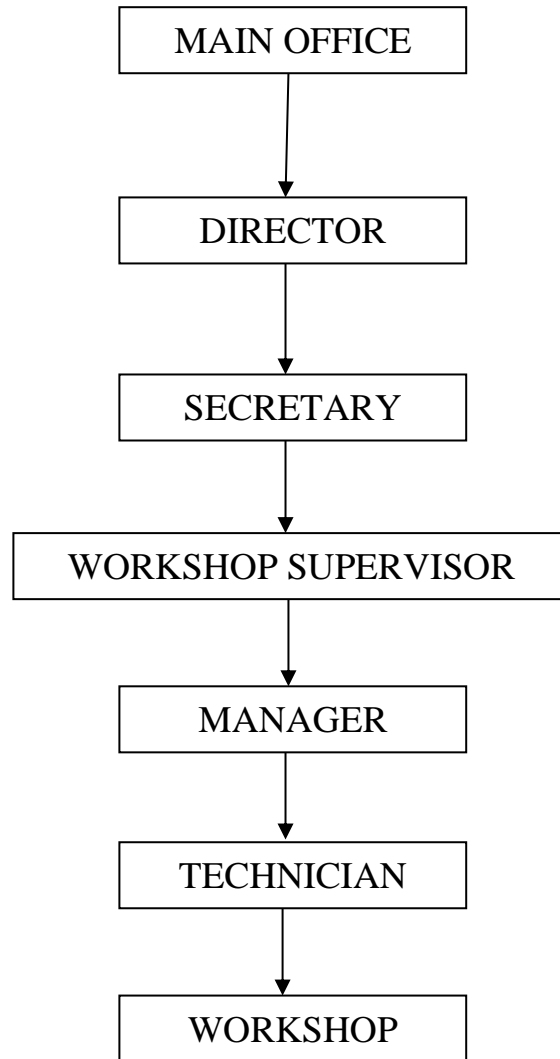 MAIN OFFICE
DIRECTOR
SECRETARY
WORKSHOP SUPERVISOR
MANAGER
TECHNICIAN
WORKSHOP